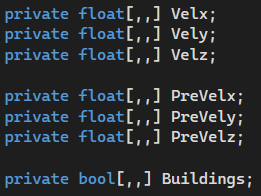 private float[,,] Velx;
private float[,,] Vely;
private float[,,] Velz;
private float[,,] PreVelx;
private float[,,] PreVely;
private float[,,] PreVelz;
private bool[,,] Buildings;